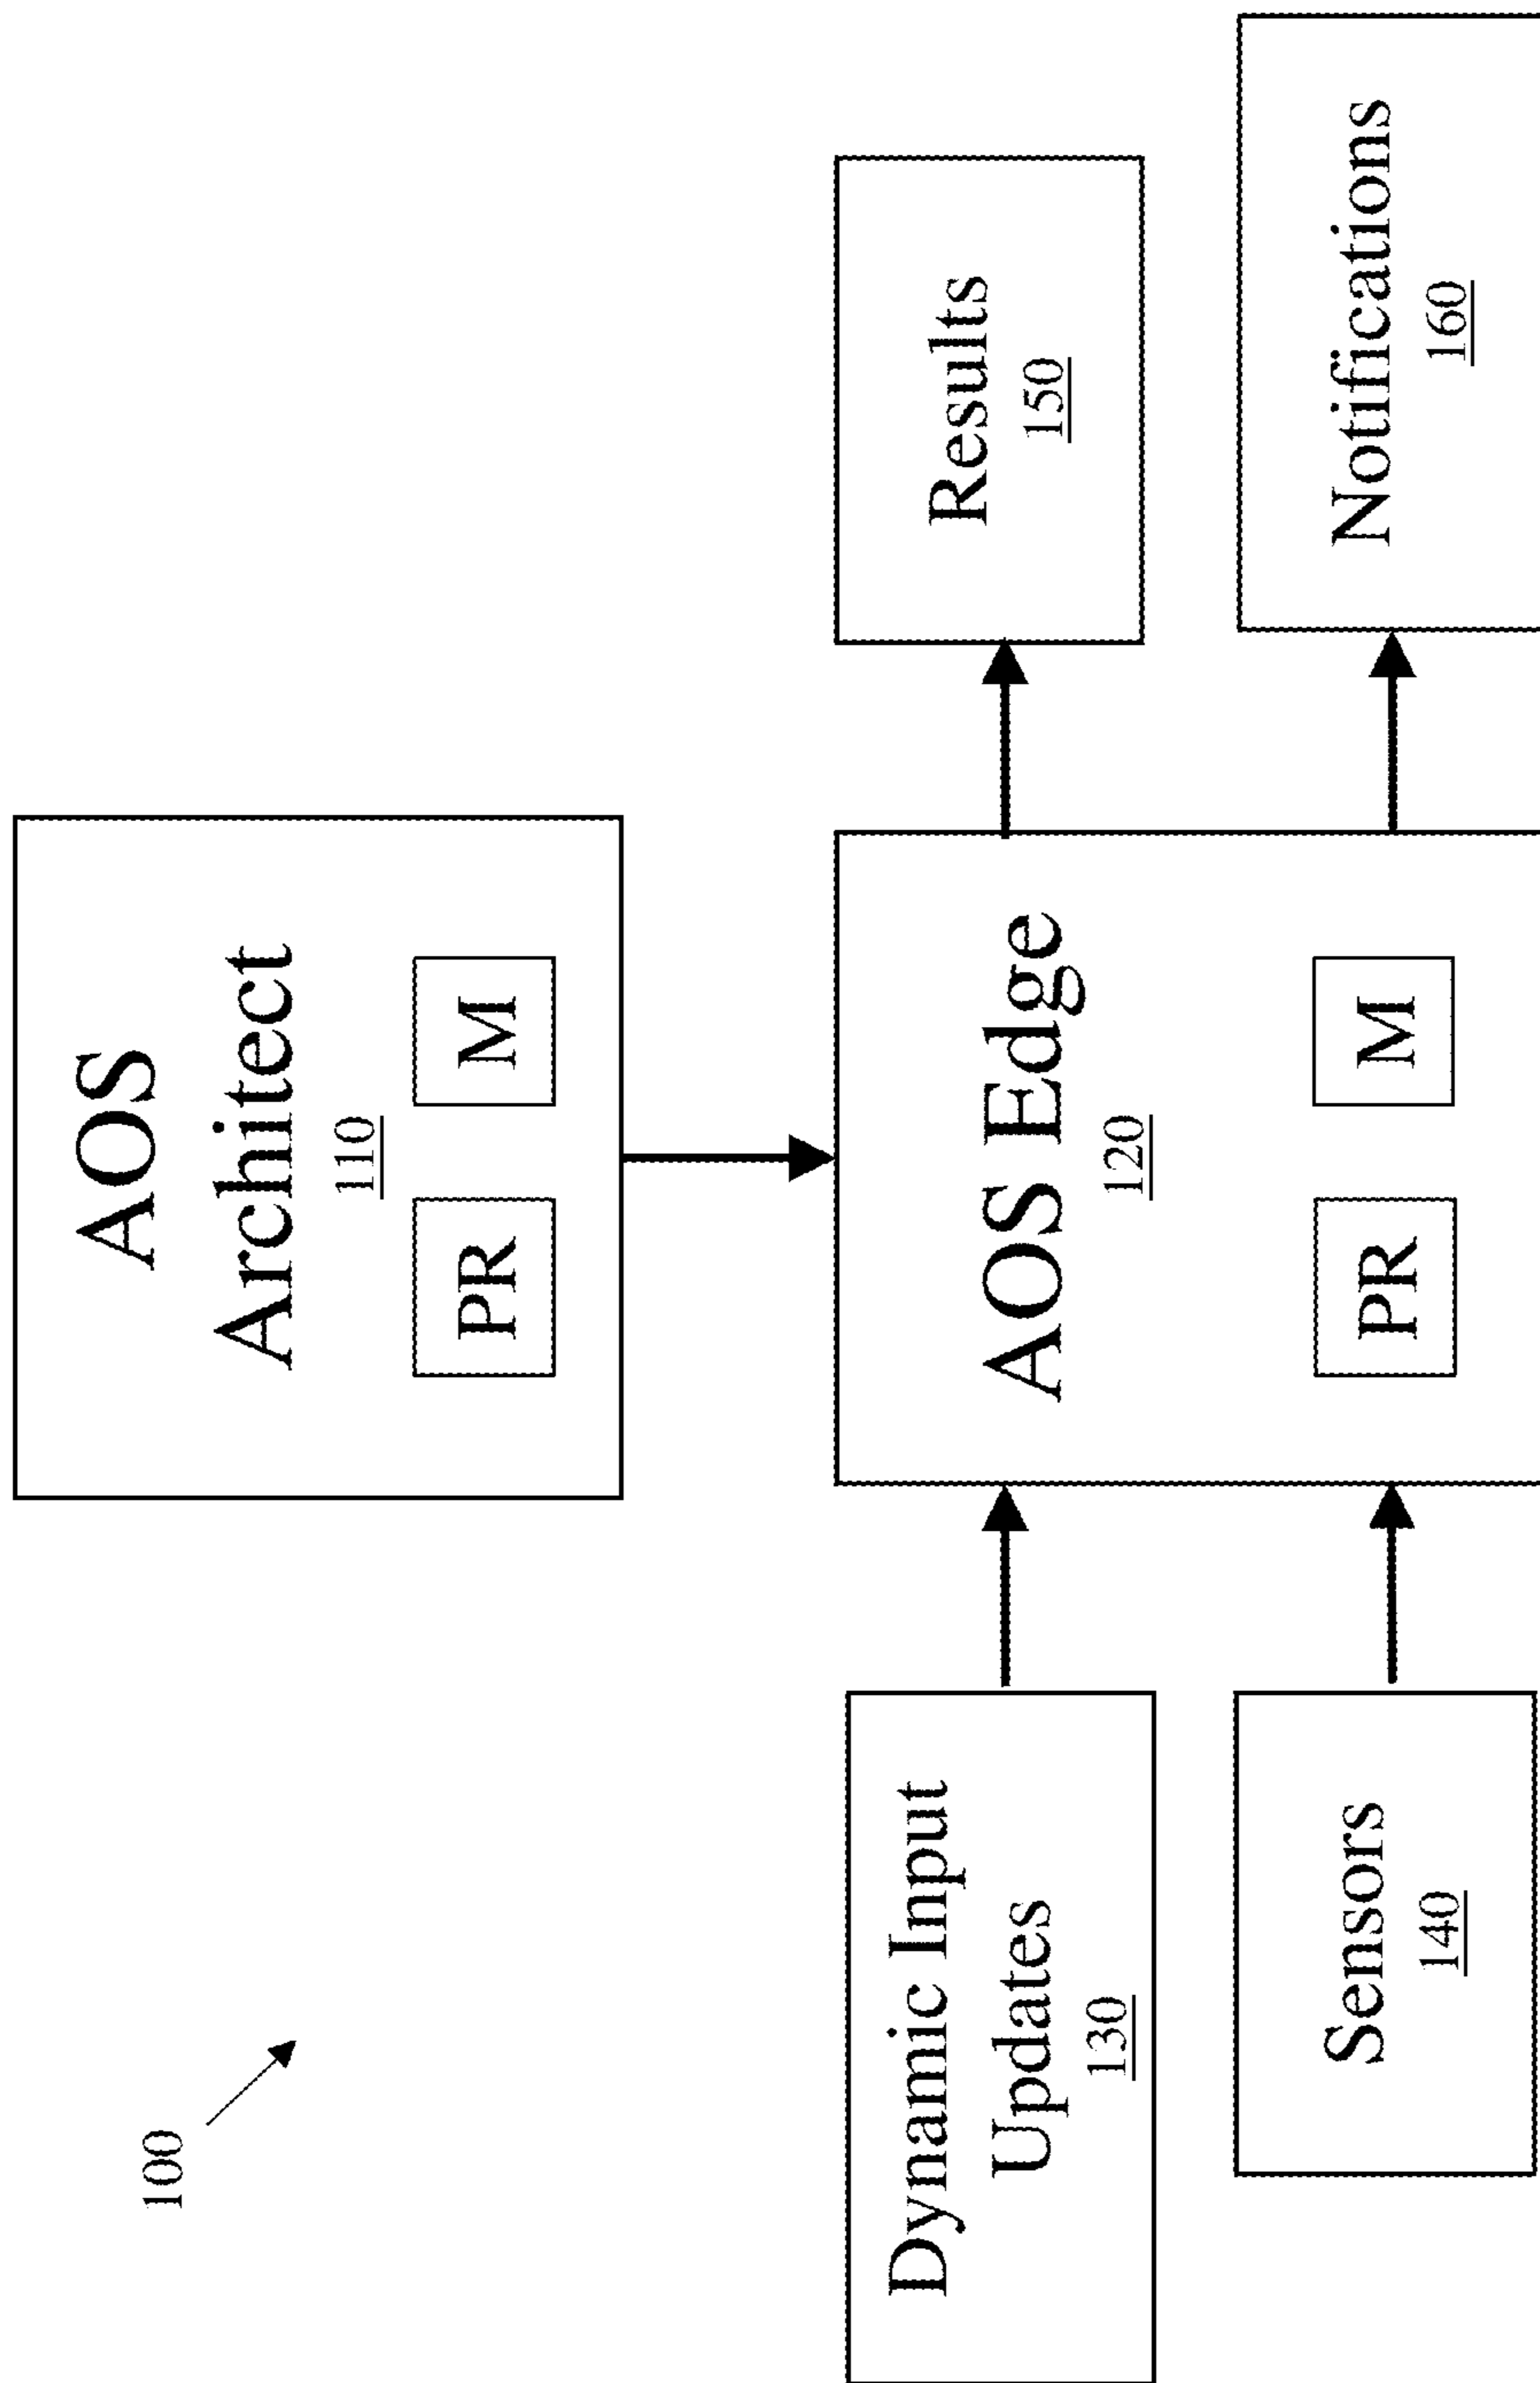 100
AOS
Architect
110
PR M
AOS Edge
120
PR M
Dynamic Input
Updates
130
Sensors
140
Results
150
Notifications
160